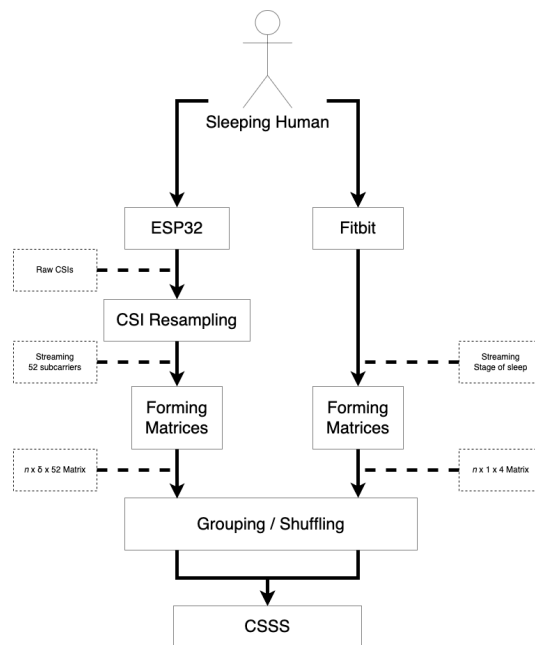 Sleeping Human
ESP32
Fitbit
Raw CSIs
CSI Resampling
Streaming
52 subcarriers
Streaming
Stage of sleep
Forming
Matrices
Forming
Matrices
n x δ x 52 Matrix
n x 1 x 4 Matrix
Grouping / Shuffling
CSSS